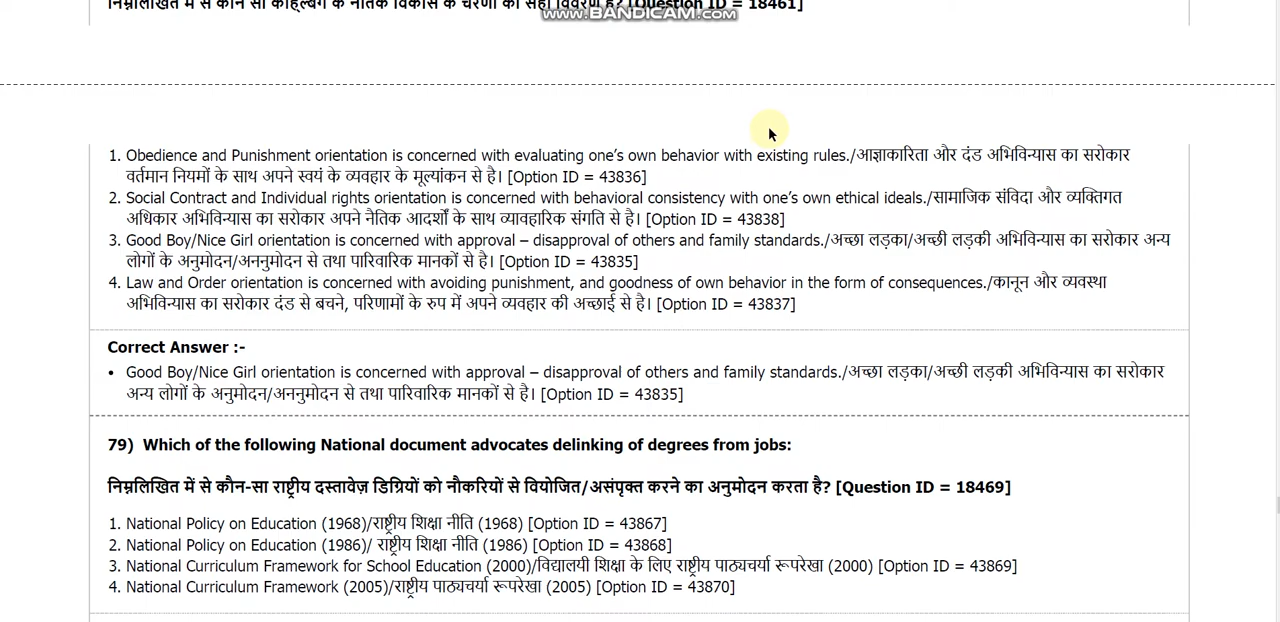 निम्नलिखित में से कौन सा कोहल्बर्ग के नैतिक विकास के चरणों का सही विवरण है? [Question ID = 18461]
www.BANDICAM.com
1. Obedience and Punishment orientation is concerned with evaluating one’s own behavior with existing rules./आज्ञाकारिता और दंड अभिविन्यास का सरोकार
वर्तमान नियमों के साथ अपने स्वयं के व्यवहार के मूल्यांकन से है। [Option ID = 43836]
2. Social Contract and Individual rights orientation is concerned with behavioral consistency with one’s own ethical ideals./सामाजिक संविदा और व्यक्तिगत
अधिकार अभिविन्यास का सरोकार अपने नैतिक आदर्शों के साथ व्यावहारिक संगति से है। [Option ID = 43838]
3. Good Boy/Nice Girl orientation is concerned with approval – disapproval of others and family standards./अच्छा लड़का/अच्छी लड़की अभिविन्यास का सरोकार अन्य
लोगों के अनुमोदन/अननुमोदन से तथा पारिवारिक मानकों से है। [Option ID = 43835]
4. Law and Order orientation is concerned with avoiding punishment, and goodness of own behavior in the form of consequences./कानून और व्यवस्था
अभिविन्यास का सरोकार दंड से बचने, परिणामों के रुप में अपने व्यवहार की अच्छाई से है। [Option ID = 43837]
Correct Answer :-
• Good Boy/Nice Girl orientation is concerned with approval – disapproval of others and family standards./अच्छा लड़का/अच्छी लड़की अभिविन्यास का सरोकार
अन्य लोगों के अनुमोदन/अननुमोदन से तथा पारिवारिक मानकों से है। [Option ID = 43835]
79) Which of the following National document advocates delinking of degrees from jobs:
निम्नलिखित में से कौन-सा राष्ट्रीय दस्तावेज़ डिग्रियों को नौकरियों से वियोजित/असंपृक्त करने का अनुमोदन करता है? [Question ID = 18469]
1. National Policy on Education (1968)/राष्ट्रीय शिक्षा नीति (1968) [Option ID = 43867]
2. National Policy on Education (1986)/ राष्ट्रीय शिक्षा नीति (1986) [Option ID = 43868]
3. National Curriculum Framework for School Education (2000)/विद्यालयी शिक्षा के लिए राष्ट्रीय पाठ्यचर्या रूपरेखा (2000) [Option ID = 43869]
4. National Curriculum Framework (2005)/राष्ट्रीय पाठ्यचर्या रूपरेखा (2005) [Option ID = 43870]